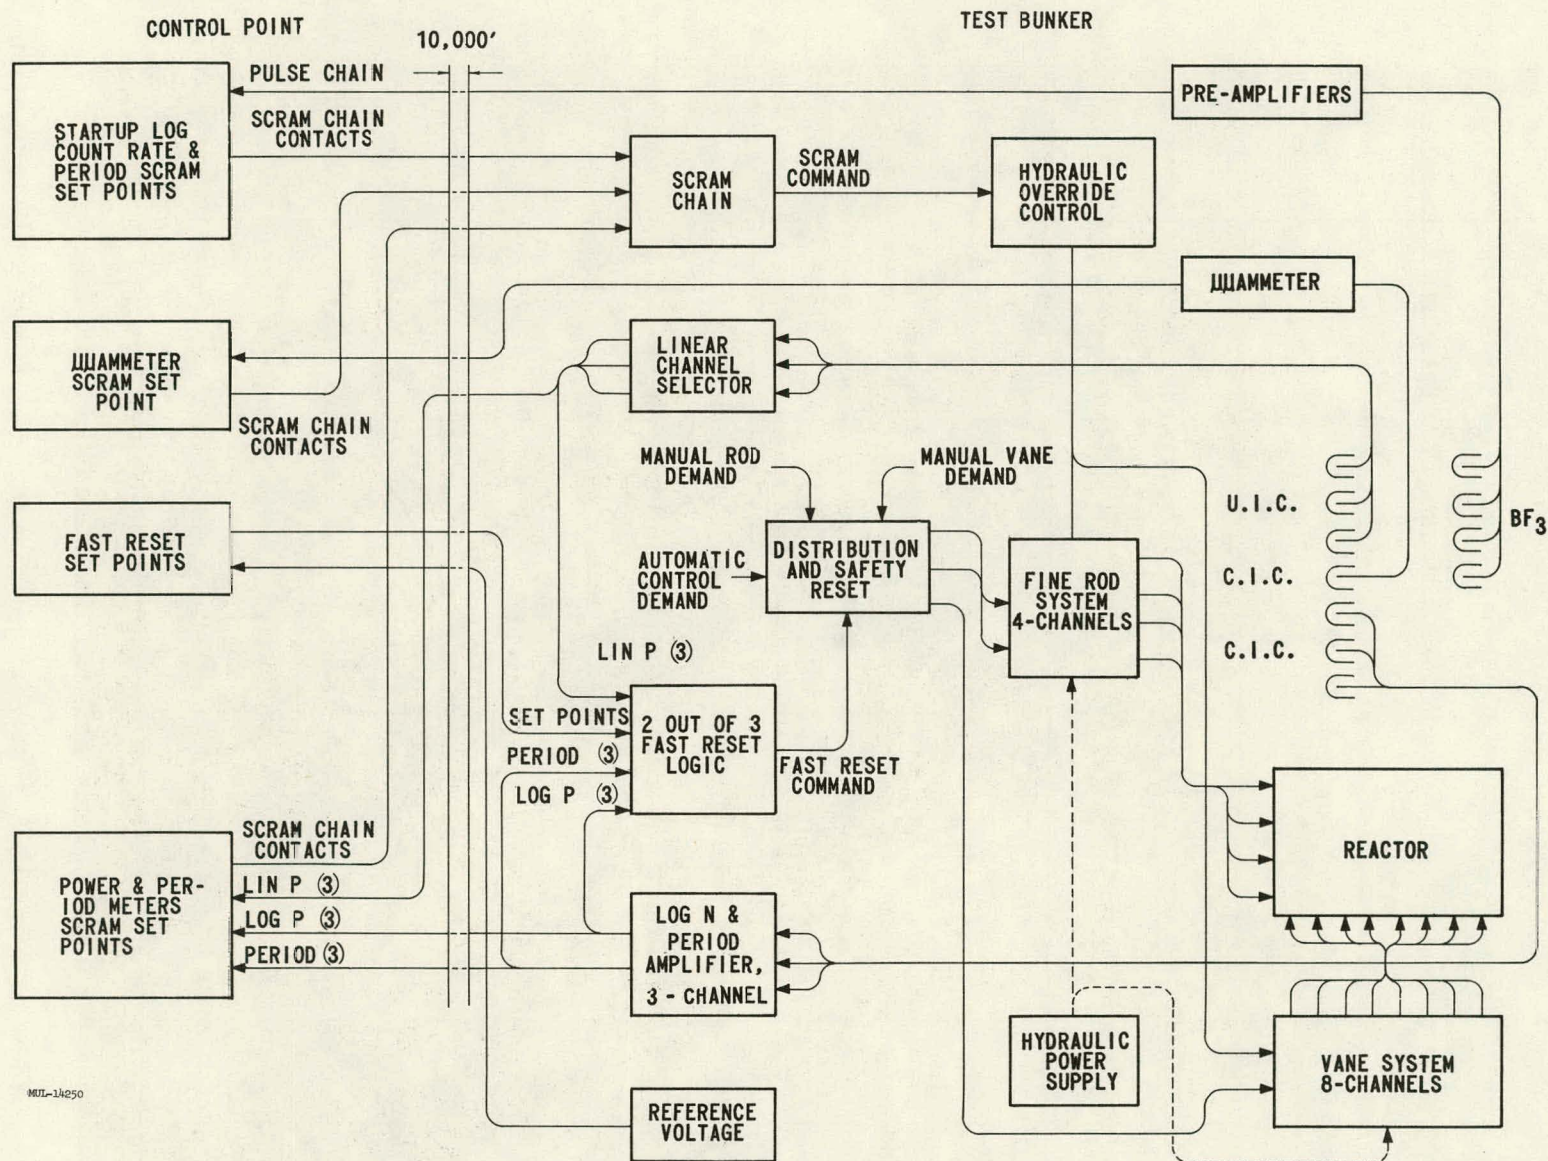 CONTROL POINT
TEST BUNKER
10,000'
PULSE CHAIN
PRE-AMPLIFIERS
STARTUP LOG
COUNT RATE &
PERIOD SCRAM
SET POINTS
SCRAM CHAIN
CONTACTS
SCRAM
CHAIN
SCRAM
COMMAND
HYDRAULIC
OVERRIDE
CONTROL
µµAMMETER
µµAMMETER
SCRAM SET
POINT
SCRAM CHAIN
CONTACTS
LINEAR
CHANNEL
SELECTOR
MANUAL ROD
DEMAND
MANUAL VANE
DEMAND
U.I.C.
C.I.C.
C.I.C.
BF3
FAST RESET
SET POINTS
AUTOMATIC
CONTROL
DEMAND
DISTRIBUTION
AND SAFETY
RESET
FINE ROD
SYSTEM
4-CHANNELS
LIN P (3)
SET POINTS
PERIOD (3)
LOG P (3)
2 OUT OF 3
FAST RESET
LOGIC
FAST RESET
COMMAND
REACTOR
POWER & PER-
IOD METERS
SCRAM SET
POINTS
SCRAM CHAIN
CONTACTS
LIN P (3)
LOG P (3)
PERIOD (3)
LOG N &
PERIOD
AMPLIFIER,
3 - CHANNEL
HYDRAULIC
POWER
SUPPLY
VANE SYSTEM
8-CHANNELS
REFERENCE
VOLTAGE
MUL-14250